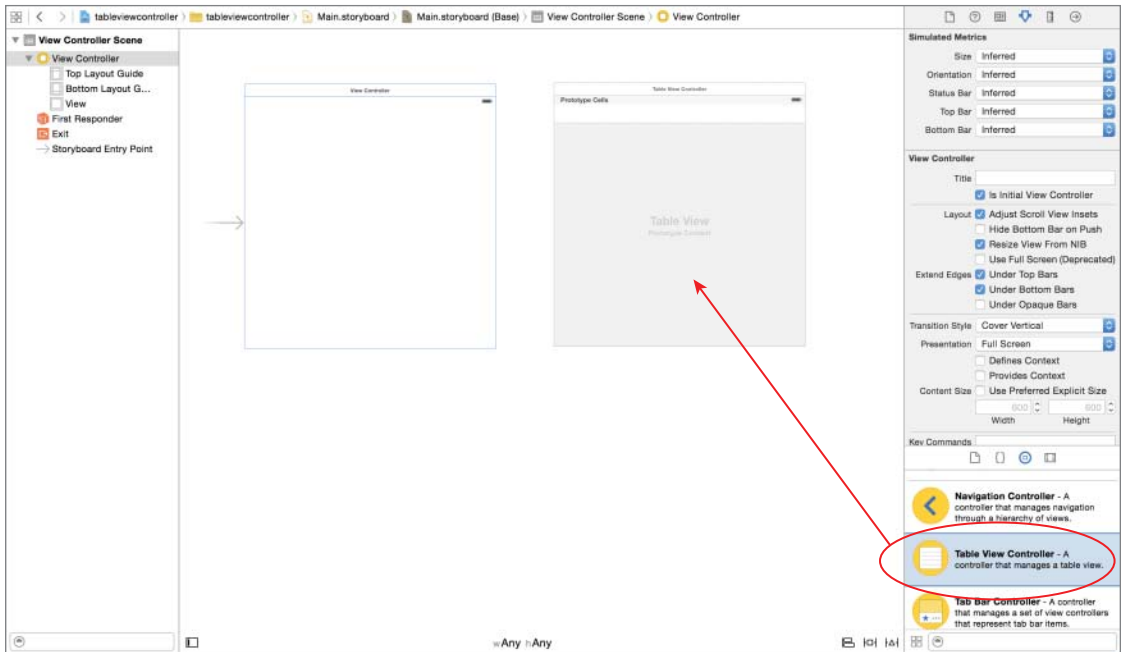 tableviewcontroller › tableviewcontroller › Main.storyboard › Main.storyboard (Base) › View Controller Scene › View Controller
View Controller Scene
View Controller
Top Layout Guide
Bottom Layout G...
View
First Responder
Exit
Storyboard Entry Point
View Controller
Table View Controller
Prototype Cells
Table View
Prototype Content
wAny hAny
Simulated Metrics
Size Inferred
Orientation Inferred
Status Bar Inferred
Top Bar Inferred
Bottom Bar Inferred
View Controller
Title
Is Initial View Controller
Layout Adjust Scroll View Insets
Hide Bottom Bar on Push
Resize View From NIB
Use Full Screen (Deprecated)
Extend Edges Under Top Bars
Under Bottom Bars
Under Opaque Bars
Transition Style Cover Vertical
Presentation Full Screen
Defines Context
Provides Context
Content Size Use Preferred Explicit Size
600 600
Width Height
Key Commands
Navigation Controller - A
controller that manages navigation
through a hierarchy of views.
Table View Controller - A
controller that manages a table view.
Tab Bar Controller - A controller
that manages a set of view controllers
that represent tab bar items.